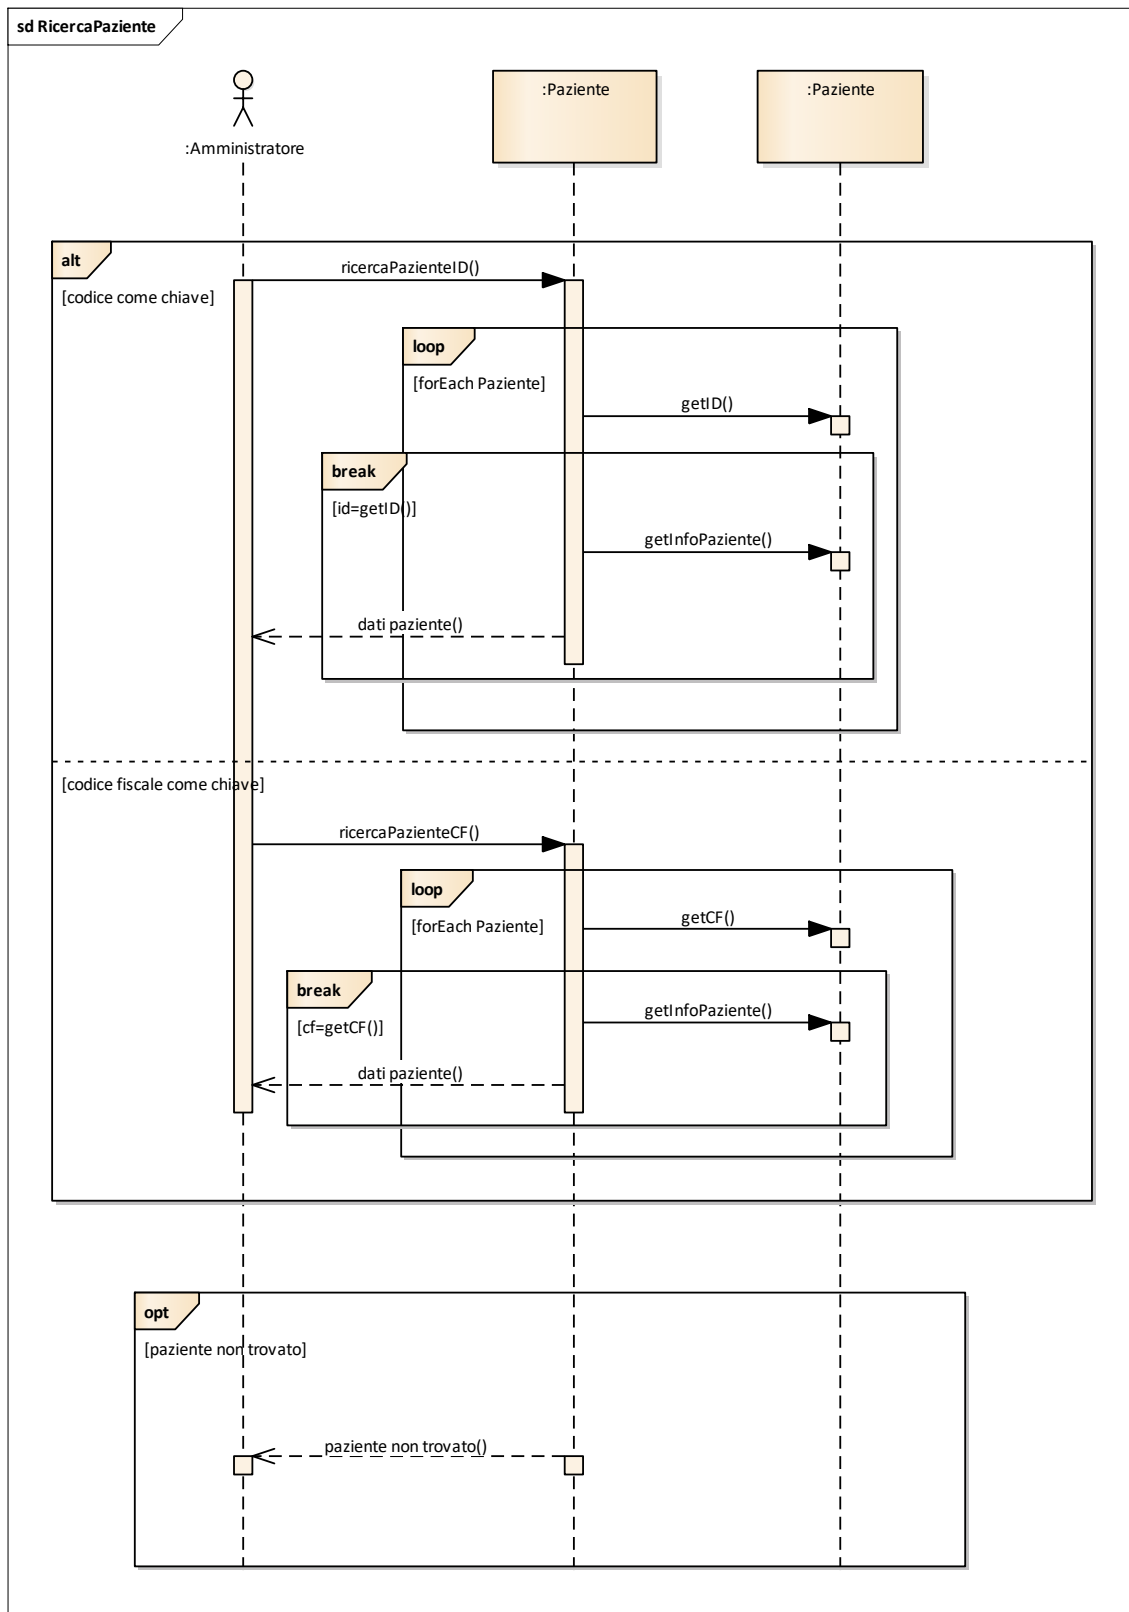 sd RicercaPaziente
:Amministratore
:Paziente
:Paziente
alt
[codice come chiave]
ricercaPazienteID()
loop
[forEach Paziente]
getID()
break
[id=getID()]
getInfoPaziente()
dati paziente()
[codice fiscale come chiave]
ricercaPazienteCF()
loop
[forEach Paziente]
getCF()
break
[cf=getCF()]
getInfoPaziente()
dati paziente()
opt
[paziente non trovato]
paziente non trovato()